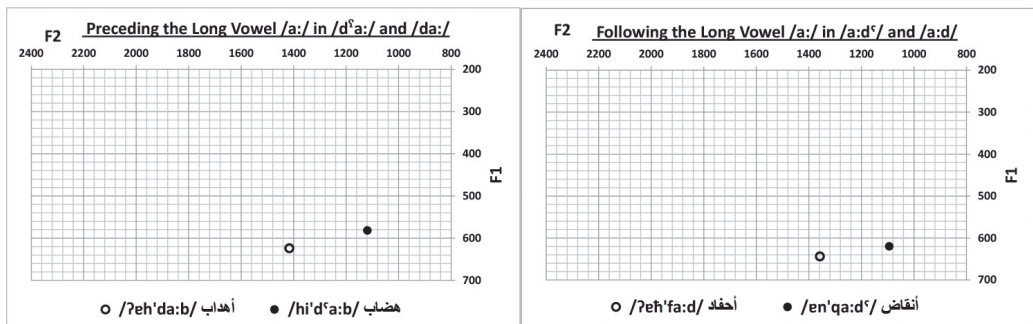 Preceding the Long Vowel /a:/ in /dˤa:/ and /da:/
F2
2400 2200 2000 1800 1600 1400 1200 1000 800
200
300
400
500
600
700
F1
/ʔɐh'da:b/ أهداب
/hi'dˤa:b/ هضاب
F2
Following the Long Vowel /a:/ in /a:dˤ/ and /a:d/
2400 2200 2000 1800 1600 1400 1200 1000 800
200
300
400
500
600
700
F1
/ʔɐħ'fa:d/ أحفاد
/ɐn'qa:dˤ/ أنقاض